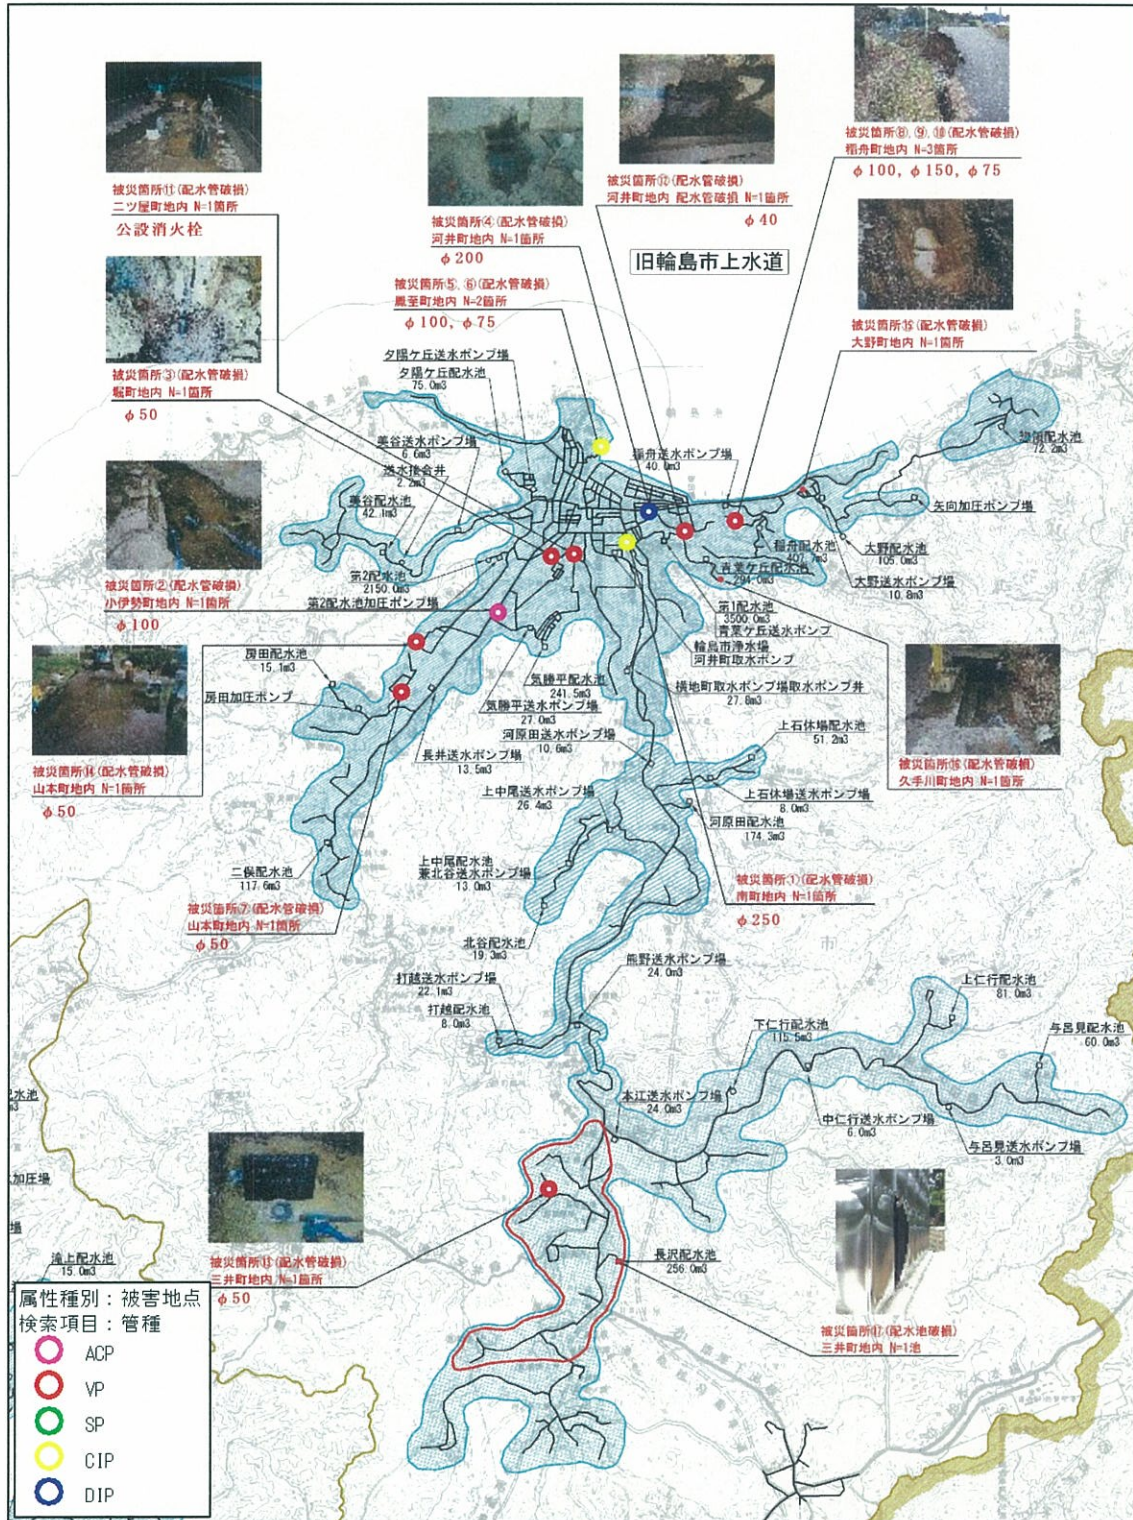 被災箇所⑪(配水管破損)
二ツ屋町地内 N=1箇所
公設消火栓
被災箇所④(配水管破損)
河井町地内 N=1箇所
φ200
被災箇所⑫(配水管破損)
河井町地内 配水管破損 N=1箇所
φ40
被災箇所⑧,⑨,⑩(配水管破損)
稲舟町地内 N=3箇所
φ100, φ150, φ75
旧輪島市上水道
被災箇所⑤,⑥(配水管破損)
鳳至町地内 N=2箇所
φ100, φ75
被災箇所⑮(配水管破損)
大野町地内 N=1箇所
被災箇所③(配水管破損)
堀町地内 N=1箇所
φ50
夕陽ケ丘送水ポンプ場
夕陽ケ丘配水池
75.0m3
美谷送水ポンプ場
6.6m3
送水接合井
2.2m3
美谷配水池
42.1m3
稲舟送水ポンプ場
40.0m3
72.2m3
矢向加圧ポンプ場
稲舟配水池
大野配水池
105.0m3
大野送水ポンプ場
10.8m3
青葉ケ丘配水池
294.0m3
第2配水池
2150.0m3
第2配水池加圧ポンプ場
第1配水池
3500.0m3
青葉ケ丘送水ポンプ
輪島市浄水場
河井町取水ポンプ
被災箇所②(配水管破損)
小伊勢町地内 N=1箇所
φ100
房田配水池
15.1m3
房田加圧ポンプ
気勝平配水池
241.5m3
気勝平送水ポンプ場
27.0m3
横地町取水ポンプ場取水ポンプ井
27.8m3
河原田送水ポンプ場
10.6m3
長井送水ポンプ場
13.5m3
上石休場配水池
51.2m3
上石休場送水ポンプ場
8.0m3
被災箇所⑯(配水管破損)
久手川町地内 N=1箇所
被災箇所⑭(配水管破損)
山本町地内 N=1箇所
φ50
上中尾送水ポンプ場
26.4m3
河原田配水池
174.3m3
上中尾配水池
兼北谷送水ポンプ場
13.0m3
二俣配水池
117.6m3
被災箇所①(配水管破損)
南町地内 N=1箇所
φ250
被災箇所⑦(配水管破損)
山本町地内 N=1箇所
φ50
北谷配水池
19.3m3
熊野送水ポンプ場
24.0m3
打越送水ポンプ場
22.1m3
打越配水池
8.0m3
上仁行配水池
81.0m3
下仁行配水池
115.5m3
与呂見配水池
60.0m3
本江送水ポンプ場
24.0m3
中仁行送水ポンプ場
6.0m3
与呂見送水ポンプ場
3.0m3
被災箇所⑬(配水管破損)
三井町地内 N=1箇所
φ50
長沢配水池
256.0m3
滝上配水池
15.0m3
被災箇所⑰(配水池破損)
三井町地内 N=1池
属性種別：被害地点
検索項目：管種
ACP
VP
SP
CIP
DIP